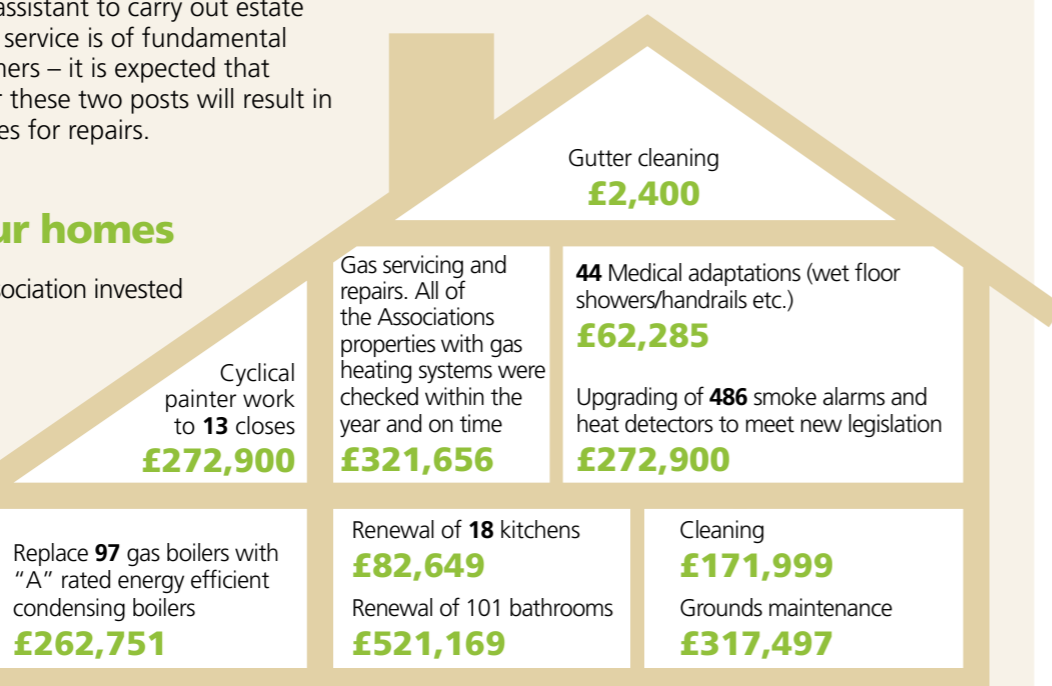 assistant to carry out estate
service is of fundamental
ners – it is expected that
r these two posts will result in
es for repairs.
ur homes
sociation invested
Gutter cleaning
£2,400
Cyclical
painter work
to 13 closes
£272,900
Gas servicing and
repairs. All of
the Associations
properties with gas
heating systems were
checked within the
year and on time
£321,656
44 Medical adaptations (wet floor
showers/handrails etc.)
£62,285
Upgrading of 486 smoke alarms and
heat detectors to meet new legislation
£272,900
Replace 97 gas boilers with
“A” rated energy efficient
condensing boilers
£262,751
Renewal of 18 kitchens
£82,649
Renewal of 101 bathrooms
£521,169
Cleaning
£171,999
Grounds maintenance
£317,497